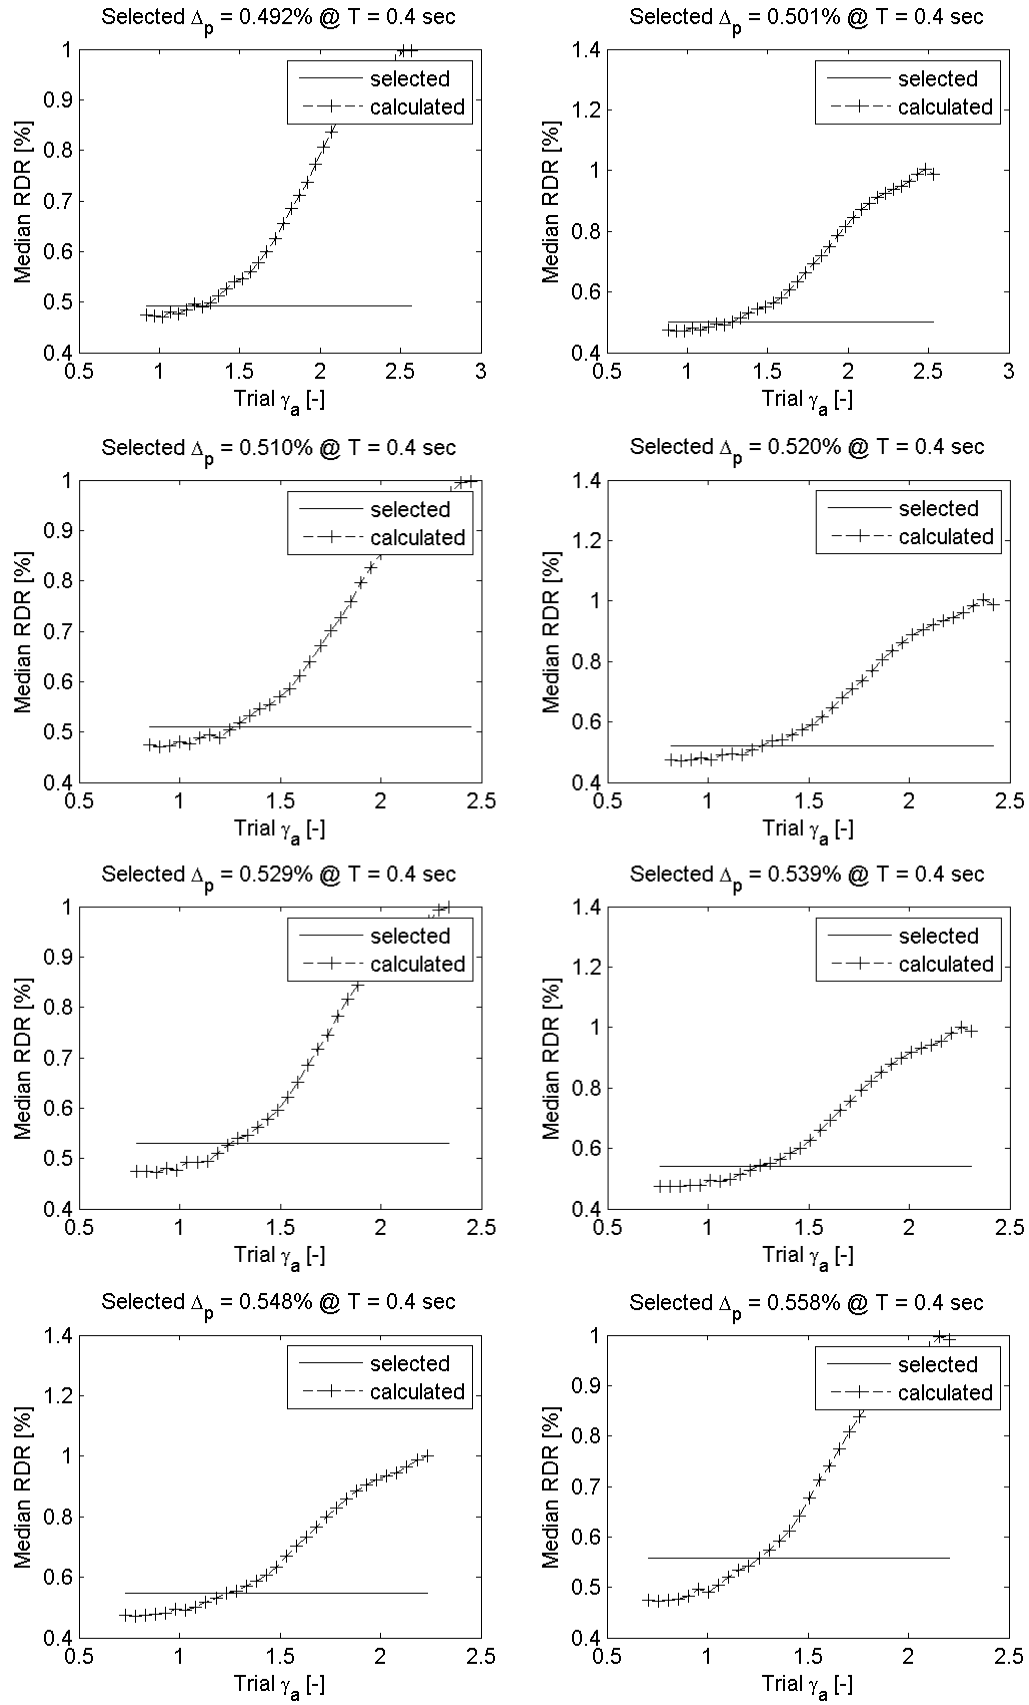 Selected Δp = 0.492% @ T = 0.4 sec
1
0.9
0.8
0.7
0.6
0.5
0.4
Median RDR [%]
selected
calculated
0.5 1 1.5 2 2.5 3
Trial γa [-]
Selected Δp = 0.501% @ T = 0.4 sec
1.4
1.2
1
0.8
0.6
0.4
Median RDR [%]
selected
calculated
0.5 1 1.5 2 2.5 3
Trial γa [-]
Selected Δp = 0.510% @ T = 0.4 sec
1
0.9
0.8
0.7
0.6
0.5
0.4
Median RDR [%]
selected
calculated
0.5 1 1.5 2 2.5
Trial γa [-]
Selected Δp = 0.520% @ T = 0.4 sec
1.4
1.2
1
0.8
0.6
0.4
Median RDR [%]
selected
calculated
0.5 1 1.5 2 2.5
Trial γa [-]
Selected Δp = 0.529% @ T = 0.4 sec
1
0.9
0.8
0.7
0.6
0.5
0.4
Median RDR [%]
selected
calculated
0.5 1 1.5 2 2.5
Trial γa [-]
Selected Δp = 0.539% @ T = 0.4 sec
1.4
1.2
1
0.8
0.6
0.4
Median RDR [%]
selected
calculated
0.5 1 1.5 2 2.5
Trial γa [-]
Selected Δp = 0.548% @ T = 0.4 sec
1.4
1.2
1
0.8
0.6
0.4
Median RDR [%]
selected
calculated
0.5 1 1.5 2 2.5
Trial γa [-]
Selected Δp = 0.558% @ T = 0.4 sec
1
0.9
0.8
0.7
0.6
0.5
0.4
Median RDR [%]
selected
calculated
0.5 1 1.5 2 2.5
Trial γa [-]